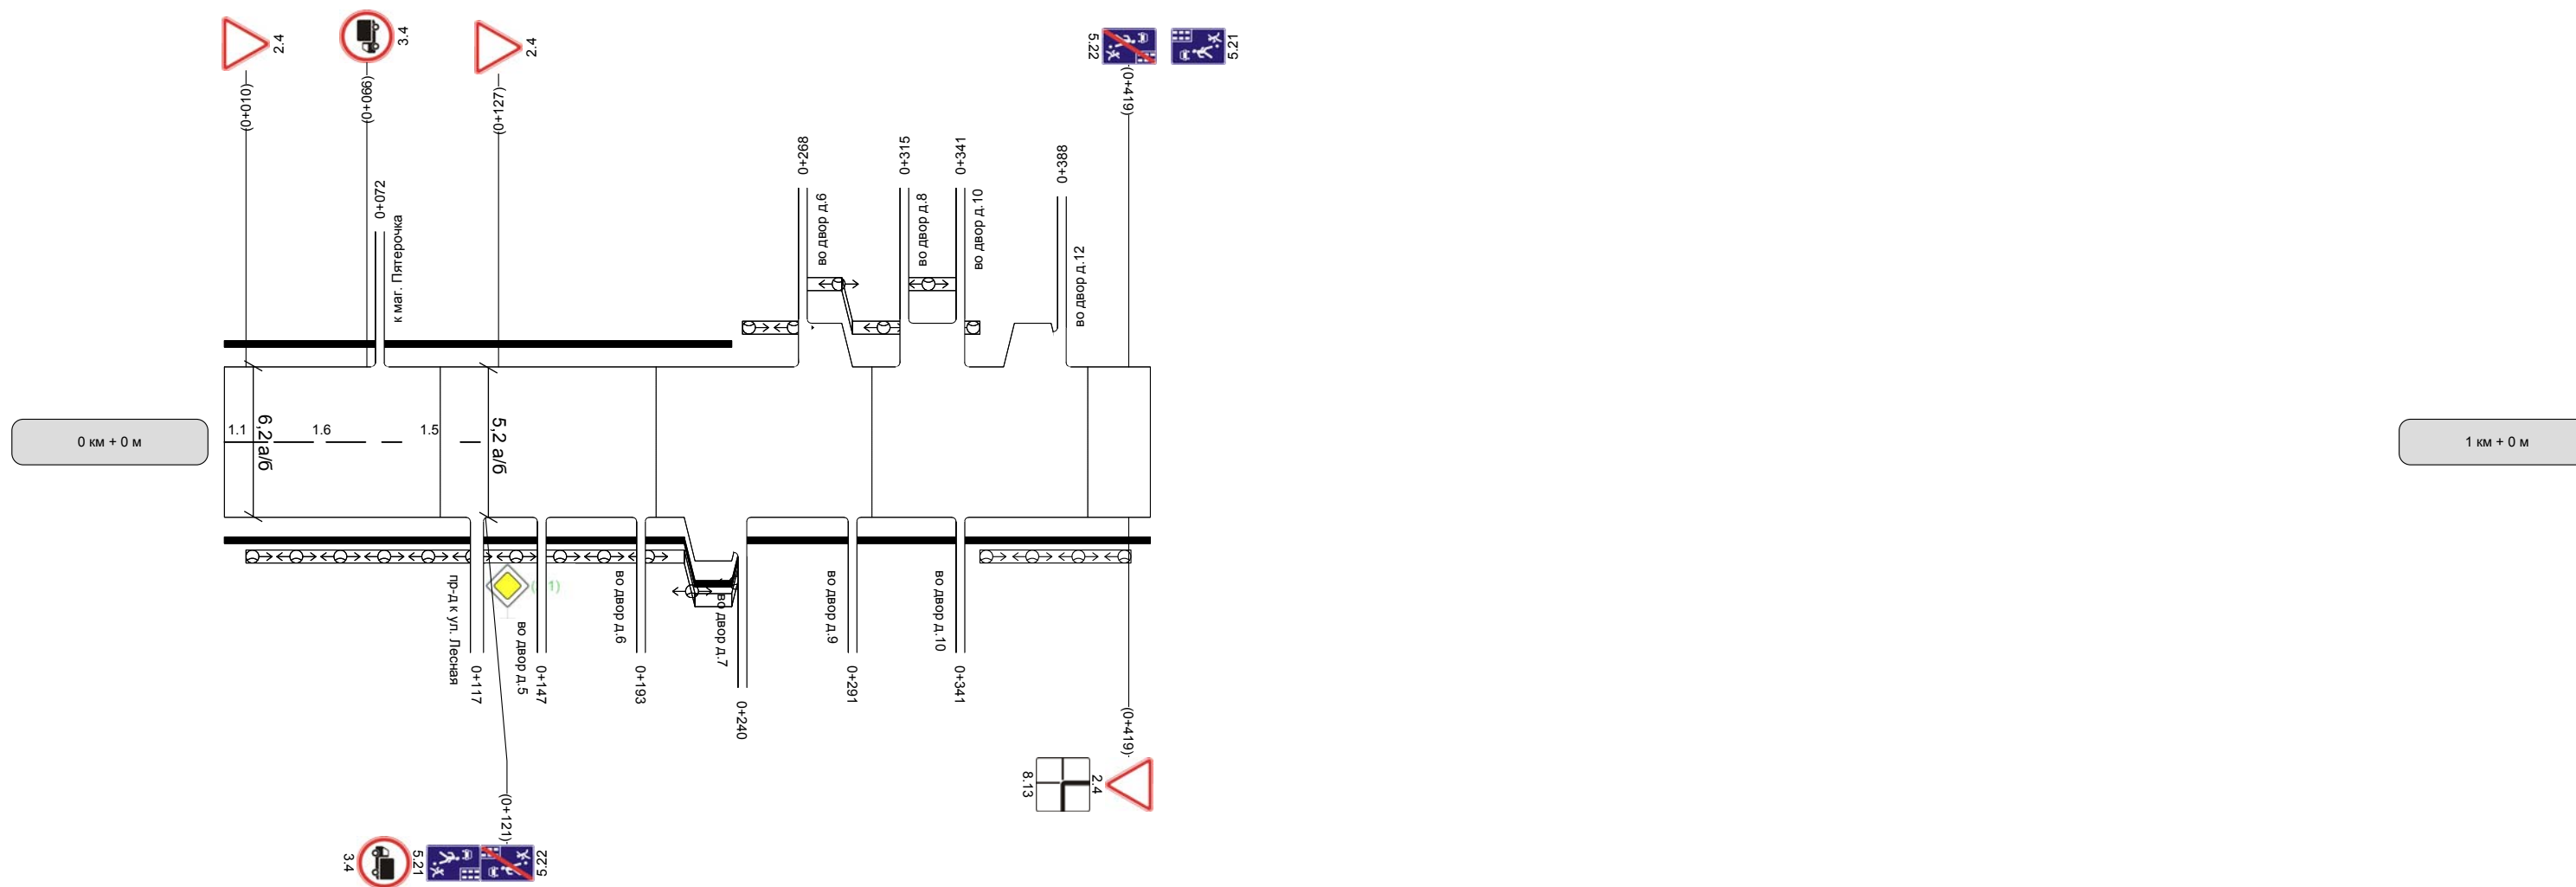 2.4
3.4
2.4
5.22
5.21
(0+010)
(0+066)
(0+127)
(0+419)
0+072
к маг. Пятерочка
0+268
во двор д.6
0+315
во двор д.8
0+341
во двор д.10
0+388
во двор д.12
0 км + 0 м
1.1
6,2 а/б
1.6
1.5
5,2 а/б
1 км + 0 м
пр-д к ул. Лесная
0+117
во двор д.5
0+147
во двор д.6
0+193
во двор д.7
0+240
во двор д.9
0+291
во двор д.10
0+341
(0+419)
(0+121)
8.13
2.4
3.4
5.21
5.22